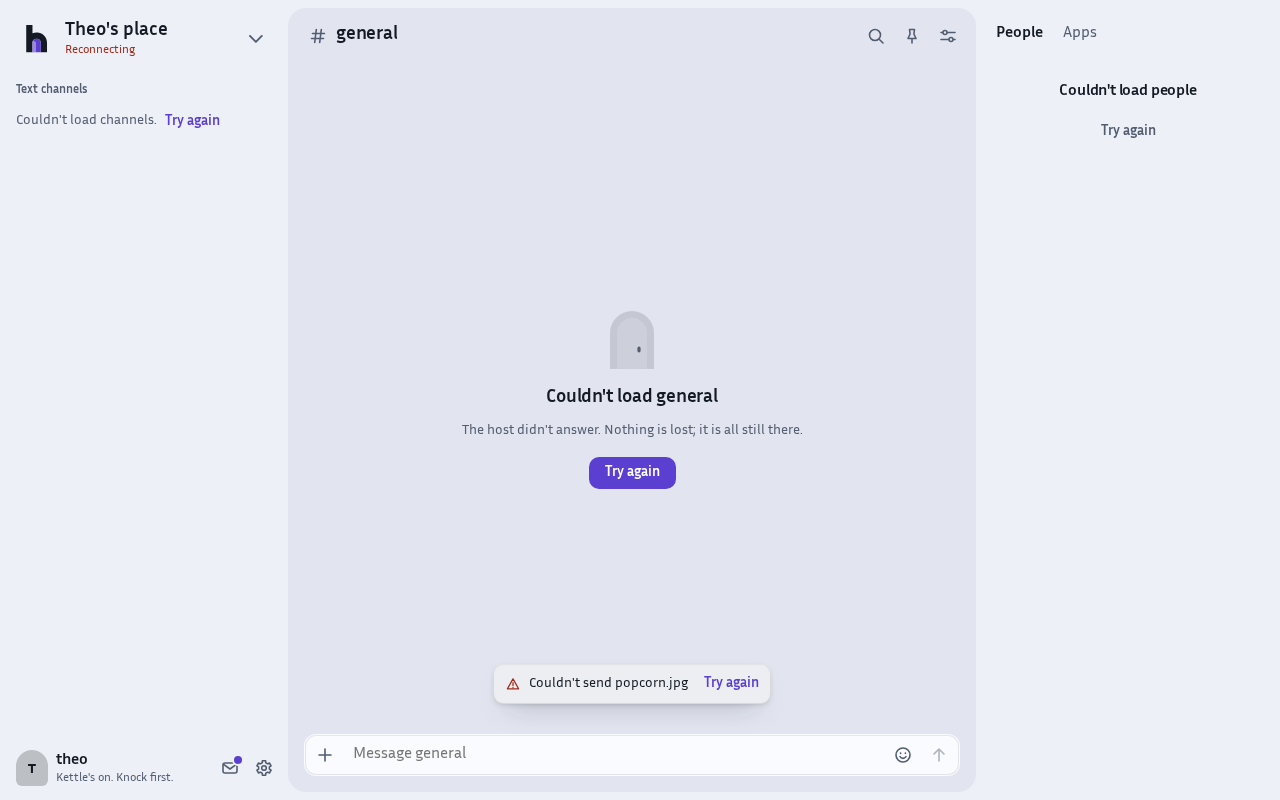 Theo's place
Reconnecting
Text channels
Couldn't load channels. Try again
theo
Kettle's on. Knock first.
T
general
Couldn't load general
The host didn't answer. Nothing is lost; it is all still there.
Try again
Couldn't send popcorn.jpg Try again
Message general
People Apps
Couldn't load people
Try again